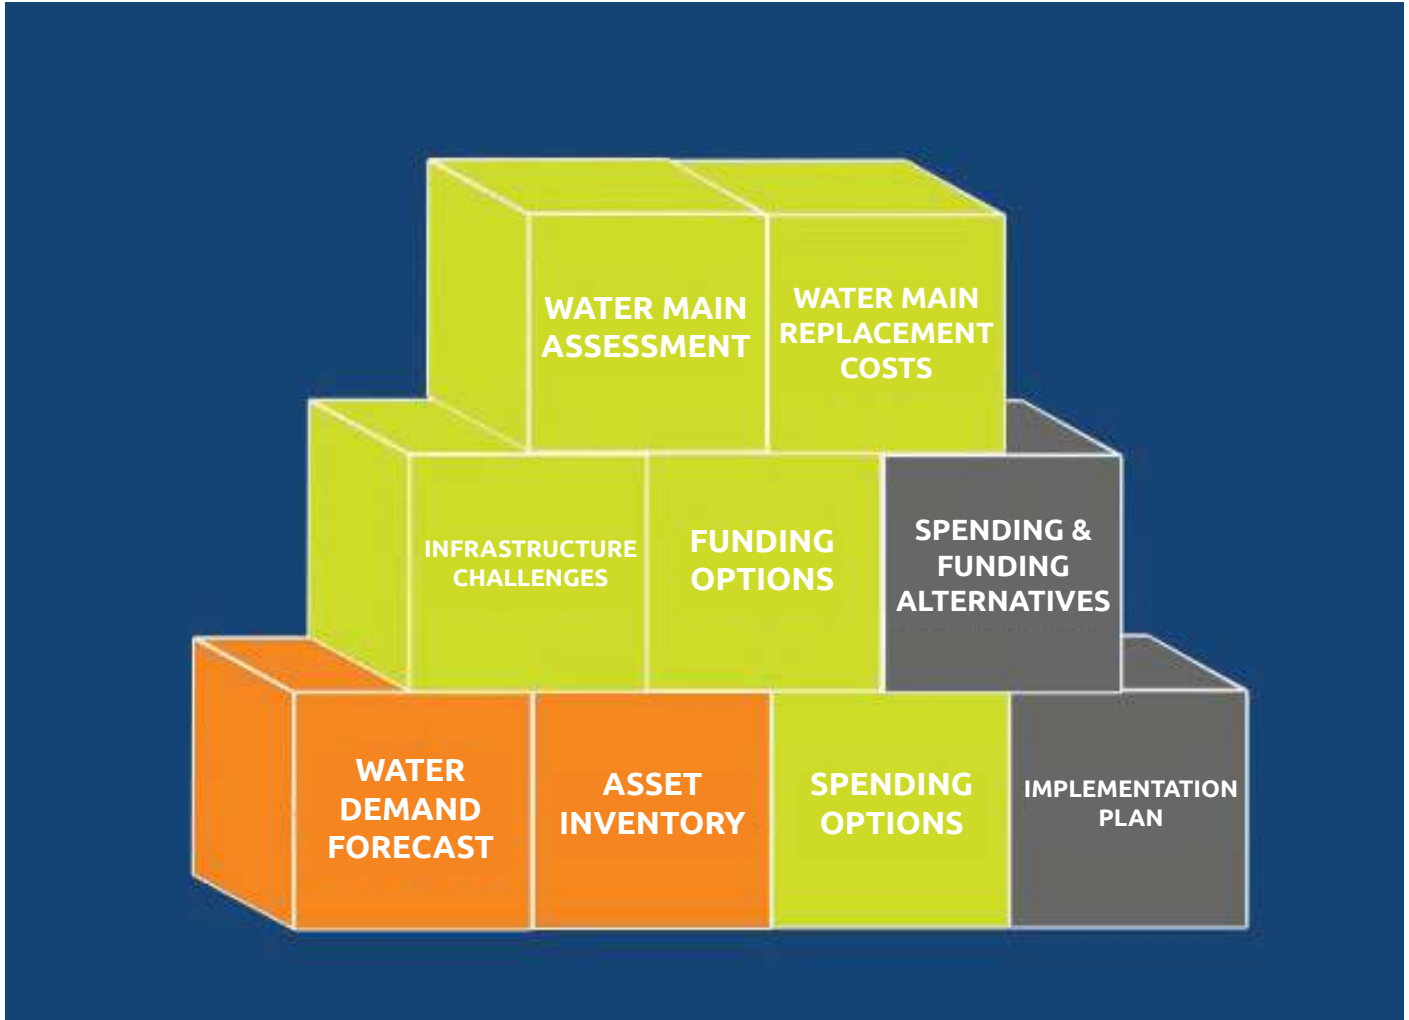 WATER MAIN
ASSESSMENT
WATER MAIN
REPLACEMENT
COSTS
INFRASTRUCTURE
CHALLENGES
FUNDING
OPTIONS
SPENDING &
FUNDING
ALTERNATIVES
WATER
DEMAND
FORECAST
ASSET
INVENTORY
SPENDING
OPTIONS
IMPLEMENTATION
PLAN